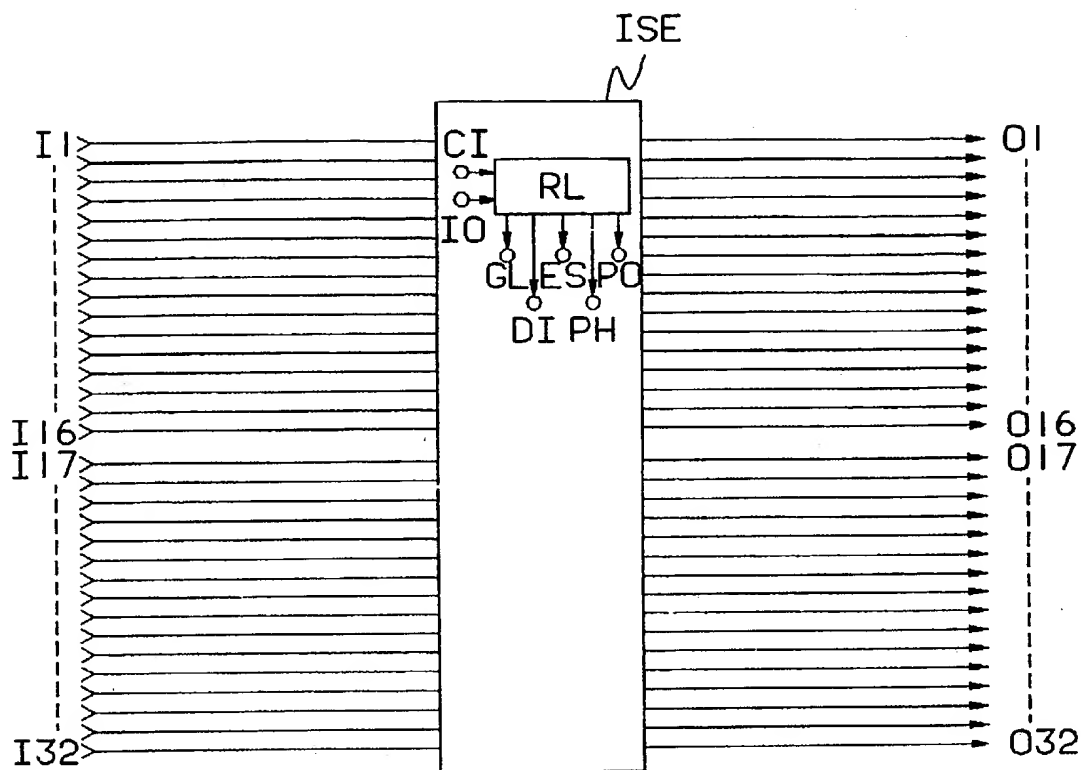 ISE
I1
O1
CI
RL
IO
GL ES PO
DI PH
I16
O16
I17
O17
I32
O32